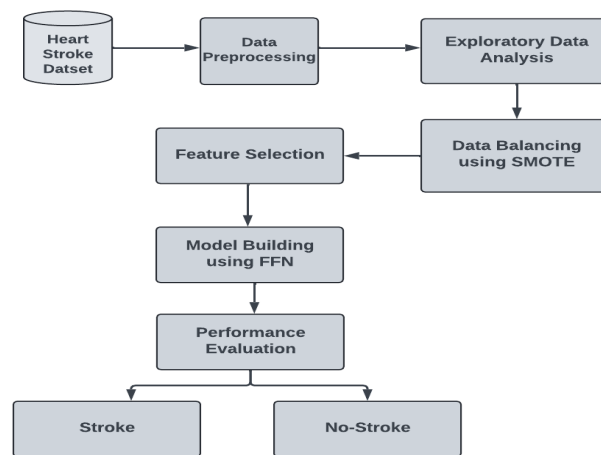 Heart
Stroke
Datset
Data
Preprocessing
Exploratory Data
Analysis
Data Balancing
using SMOTE
Feature Selection
Model Building
using FFN
Performance
Evaluation
Stroke
No-Stroke